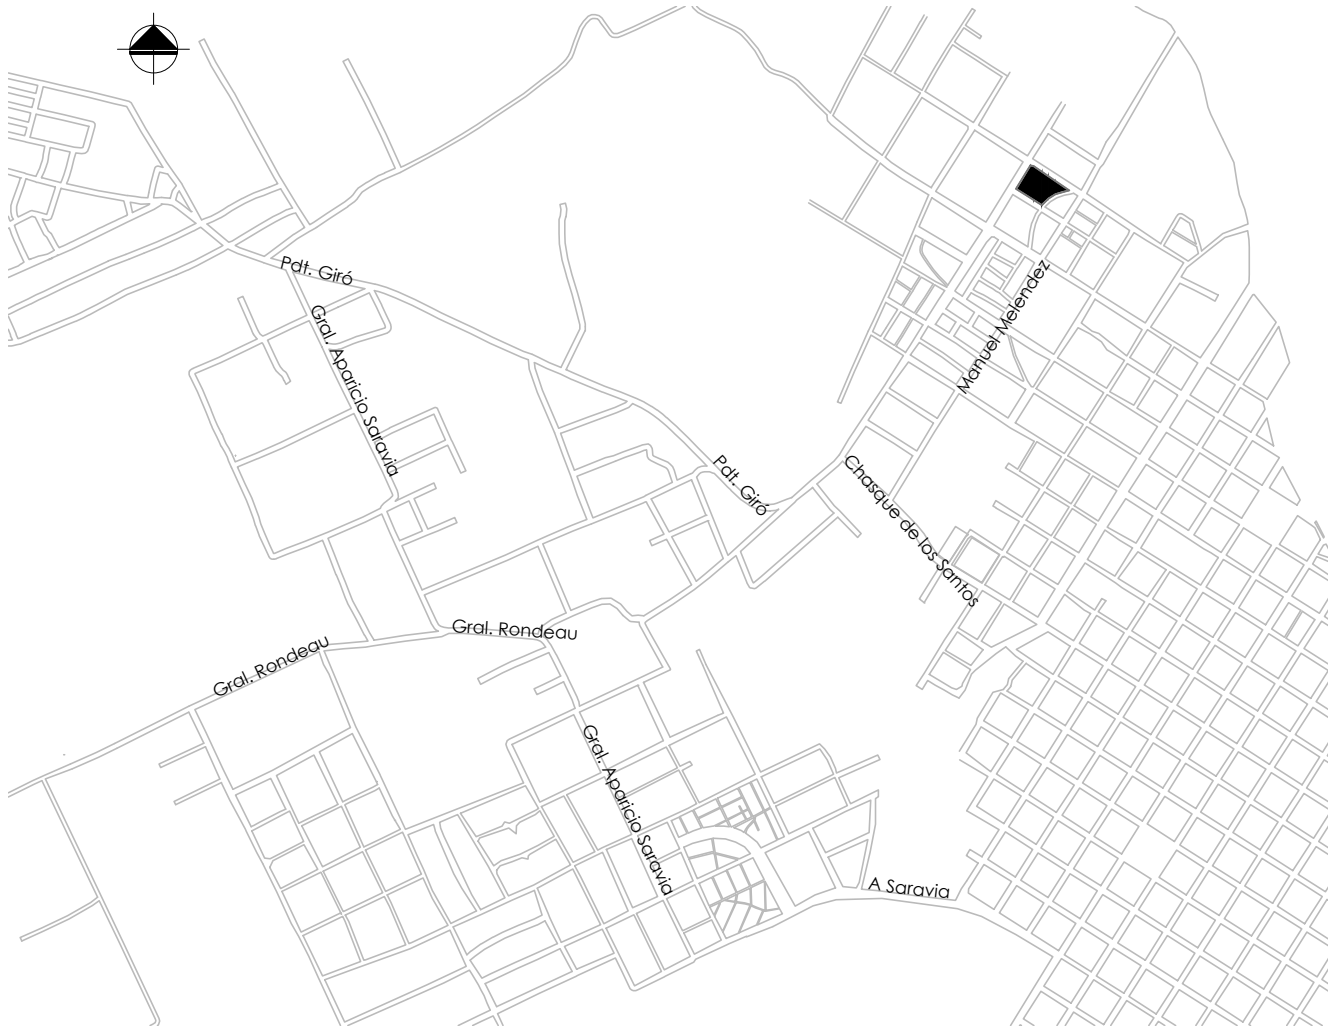 Pdt. Giró
Manuel Melendez
Gral. Aparicio Saravia
Pdt. Giró
Chasque de los Santos
Gral. Rondeau
Gral. Rondeau
Gral. Aparicio Saravia
A Saravia